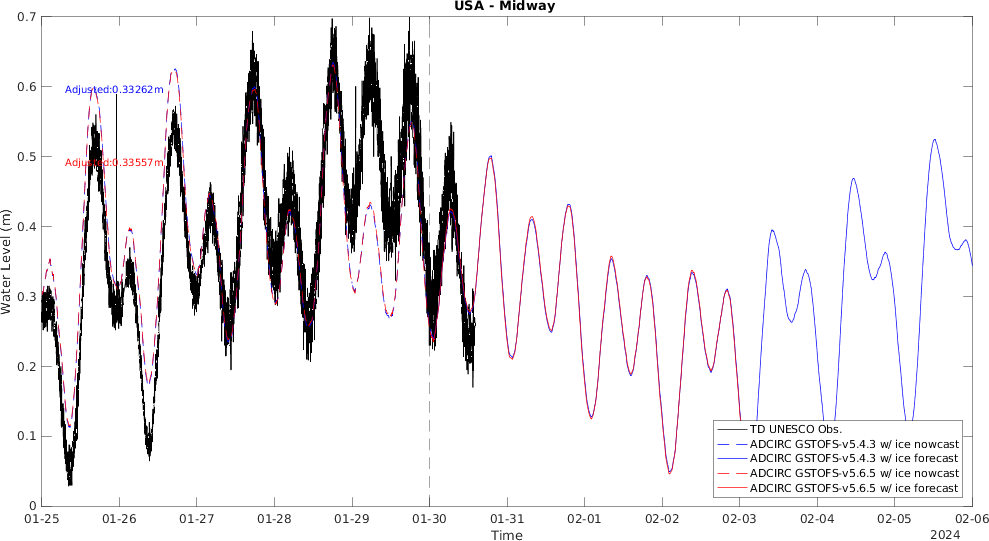 USA - Midway
Water Level (m)
0.7
0.6
0.5
0.4
0.3
0.2
0.1
0
Adjusted:0.33262m
Adjusted:0.33557m
TD UNESCO Obs.
ADCIRC GSTOFS-v5.4.3 w/ ice nowcast
ADCIRC GSTOFS-v5.4.3 w/ ice forecast
ADCIRC GSTOFS-v5.6.5 w/ ice nowcast
ADCIRC GSTOFS-v5.6.5 w/ ice forecast
01-25 01-26 01-27 01-28 01-29 01-30 01-31 02-01 02-02 02-03 02-04 02-05 02-06
Time
2024